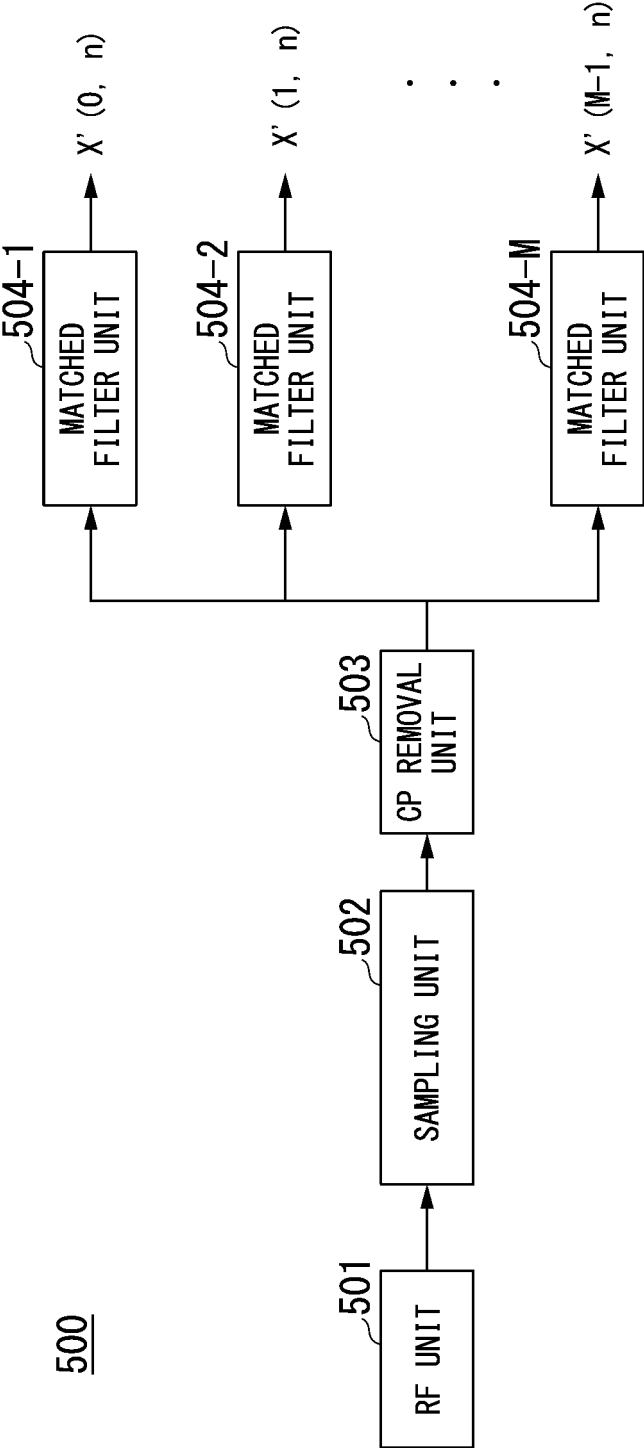 500
501
RF UNIT
502
SAMPLING UNIT
503
CP REMOVAL
UNIT
504-1
MATCHED
FILTER UNIT
X' (0, n)
504-2
MATCHED
FILTER UNIT
X' (1, n)
. . .
504-M
MATCHED
FILTER UNIT
X' (M-1, n)